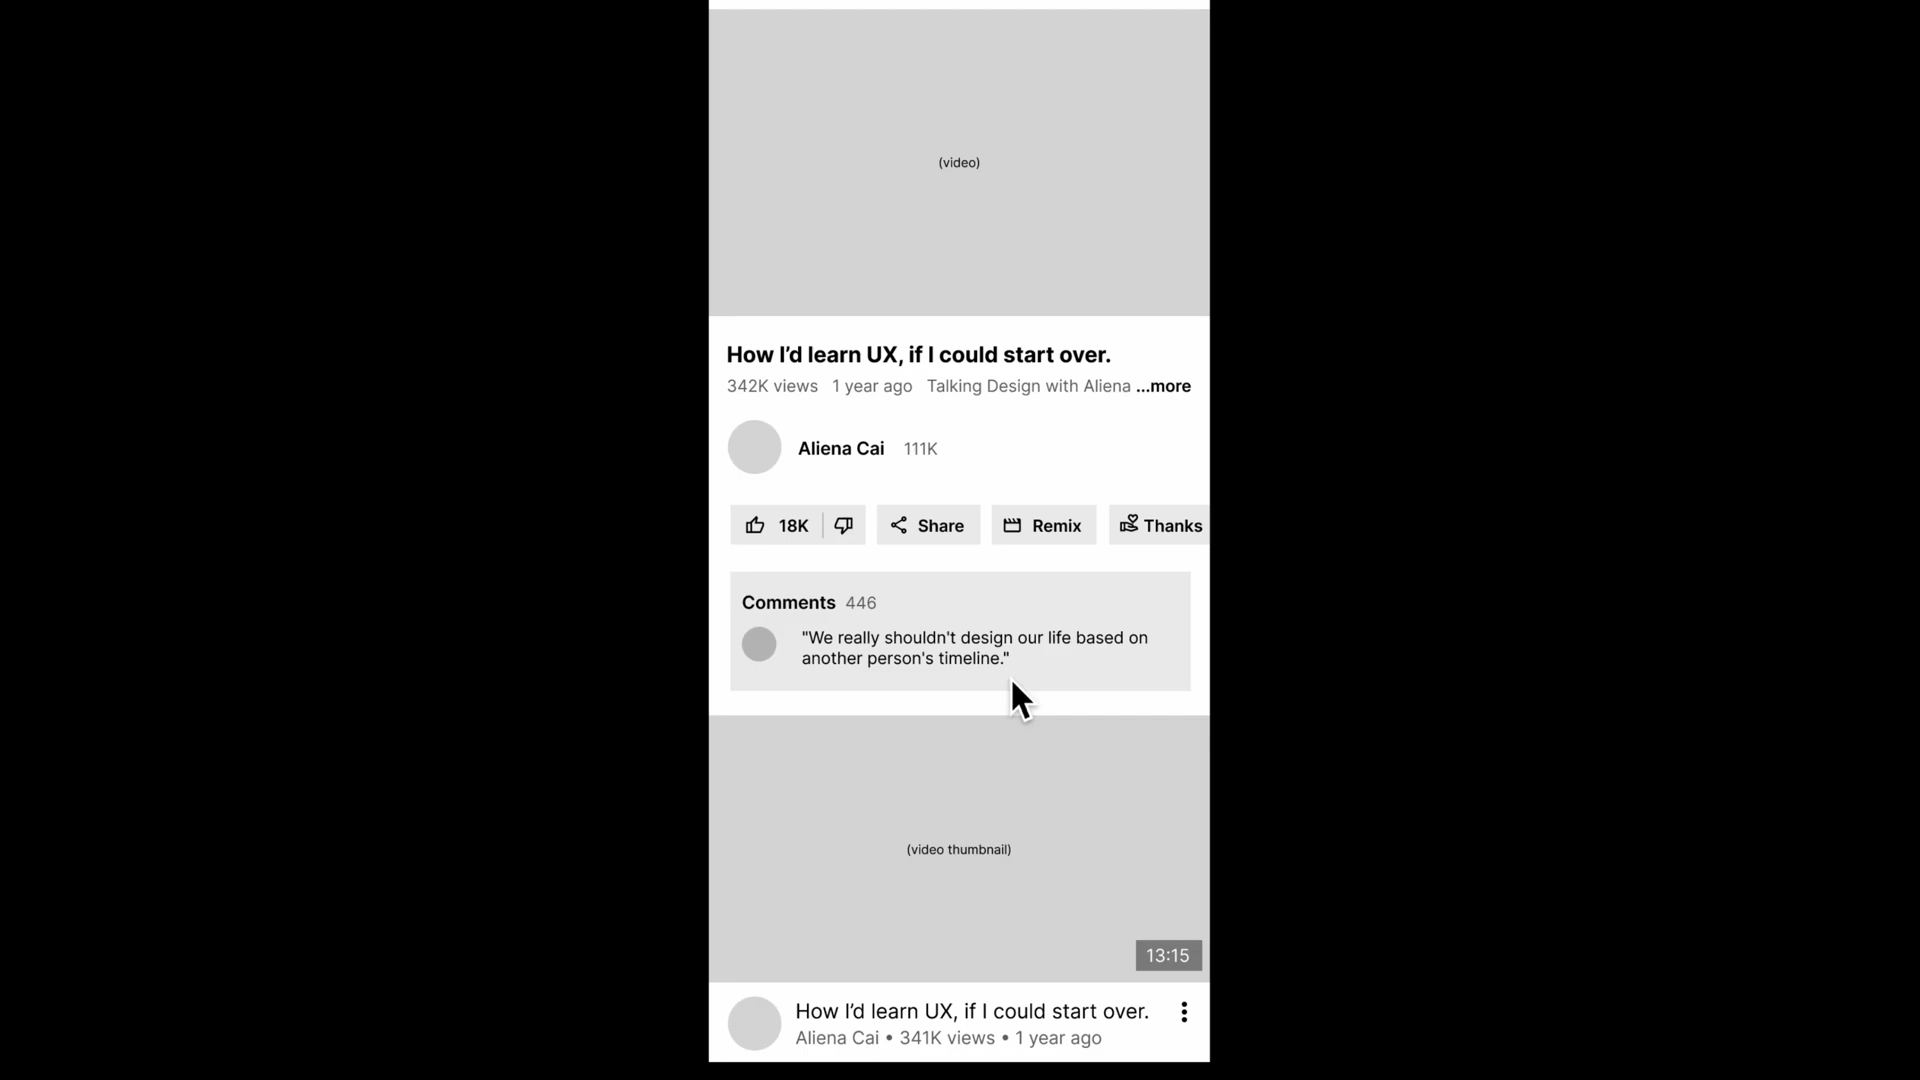 (video)
How I’d learn UX, if I could start over.
342K views 1 year ago Talking Design with Aliena ...more
Aliena Cai 111K
18K Share Remix Thanks
Comments 446
"We really shouldn't design our life based on
another person's timeline."
(video thumbnail)
13:15
How I’d learn UX, if I could start over.
Aliena Cai • 341K views • 1 year ago